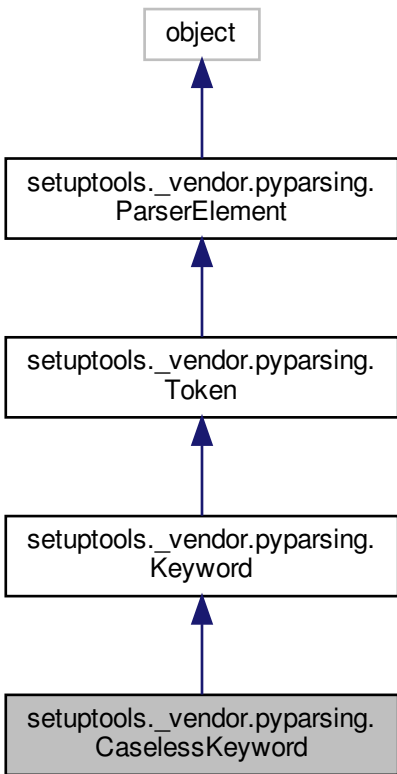 object
setuptools._vendor.pyparsing.
ParserElement
setuptools._vendor.pyparsing.
Token
setuptools._vendor.pyparsing.
Keyword
setuptools._vendor.pyparsing.
CaselessKeyword